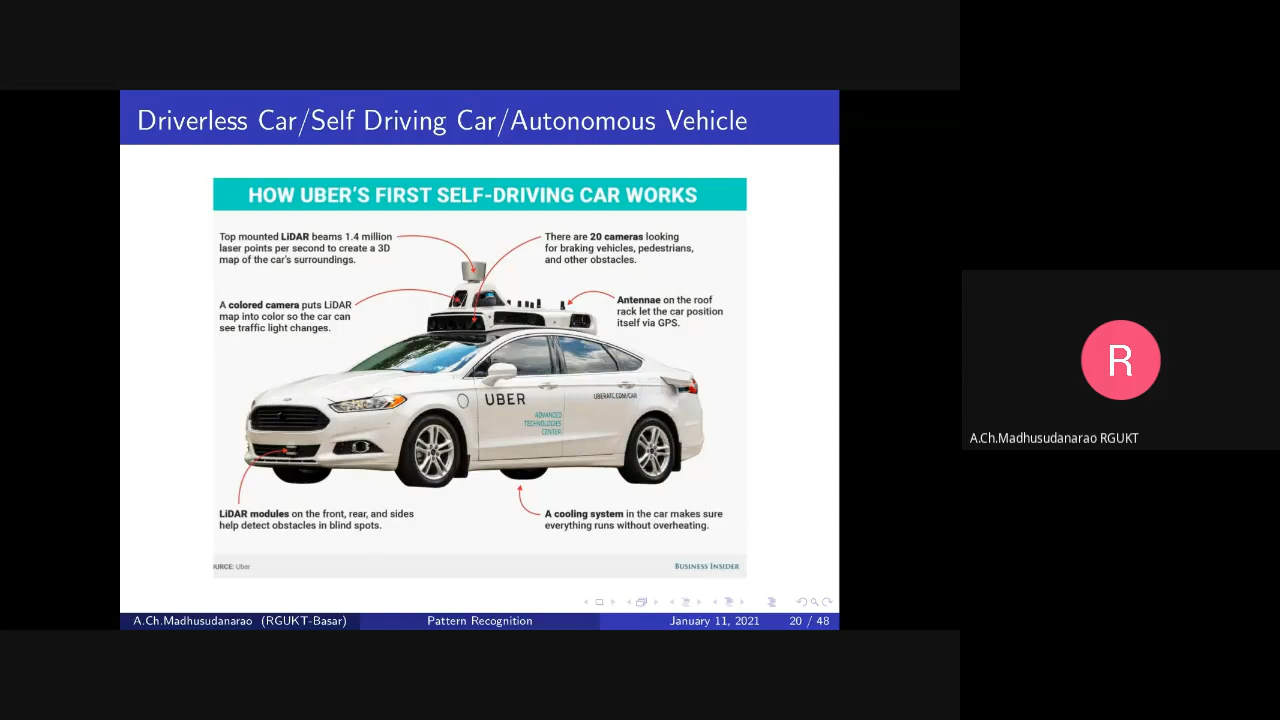 Driverless Car/Self Driving Car/Autonomous Vehicle
HOW UBER'S FIRST SELF-DRIVING CAR WORKS
Top mounted LiDAR beams 1.4 million
laser points per second to create a 3D
map of the car's surroundings.
There are 20 cameras looking
for braking vehicles, pedestrians,
and other obstacles.
A colored camera puts LiDAR
map into color so the car can
see traffic light changes.
Antennae on the roof
rack let the car position
itself via GPS.
UBER
ADVANCED
TECHNOLOGIES
CENTER
UBERATC.COM/CAR
LiDAR modules on the front, rear, and sides
help detect obstacles in blind spots.
A cooling system in the car makes sure
everything runs without overheating.
URCE: Uber
BUSINESS INSIDER
A.Ch.Madhusudanarao (RGUKT-Basar)
Pattern Recognition
January 11, 2021
20 / 48
R
A.Ch.Madhusudanarao RGUKT